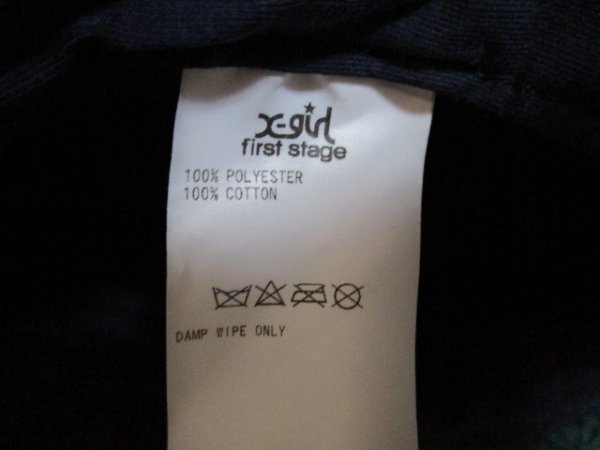 X-girl
first stage
100% POLYESTER
100% COTTON
DAMP WIPE ONLY